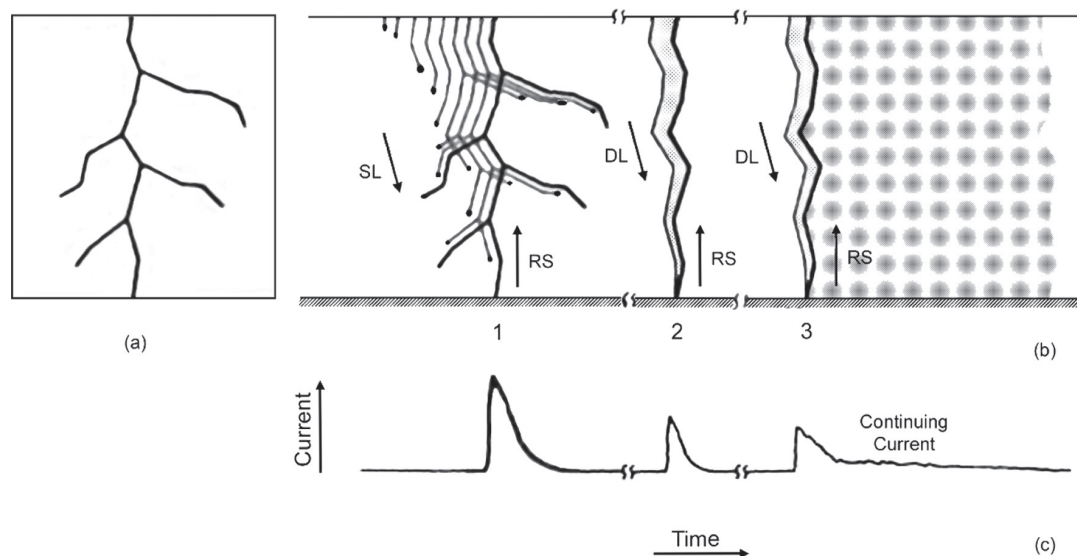 SL
RS
DL
RS
DL
RS
1
2
3
(a)
(b)
Current
Continuing
Current
Time
(c)